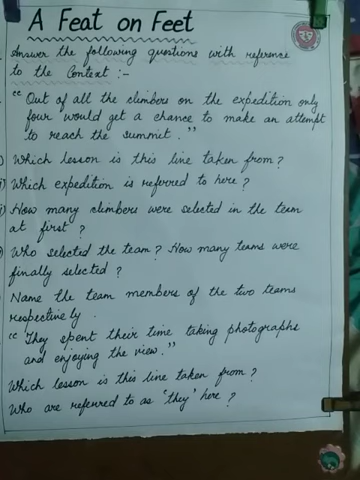 A Feat on Feet
Answer the following questions with reference
to the Context :-
"Out of all the climbers on the expedition only
four would get a chance to make an attempt
to reach the summit."
Which lesson is this line taken from?
Which expedition is referred to here?
How many climbers were selected in the team
at first?
Who selected the team? How many teams were
finally selected?
Name the team members of the two teams
respectively.
"They spent their time taking photographs
and enjoying the view."
Which lesson is this line taken from?
Who are referred to as 'they' here?